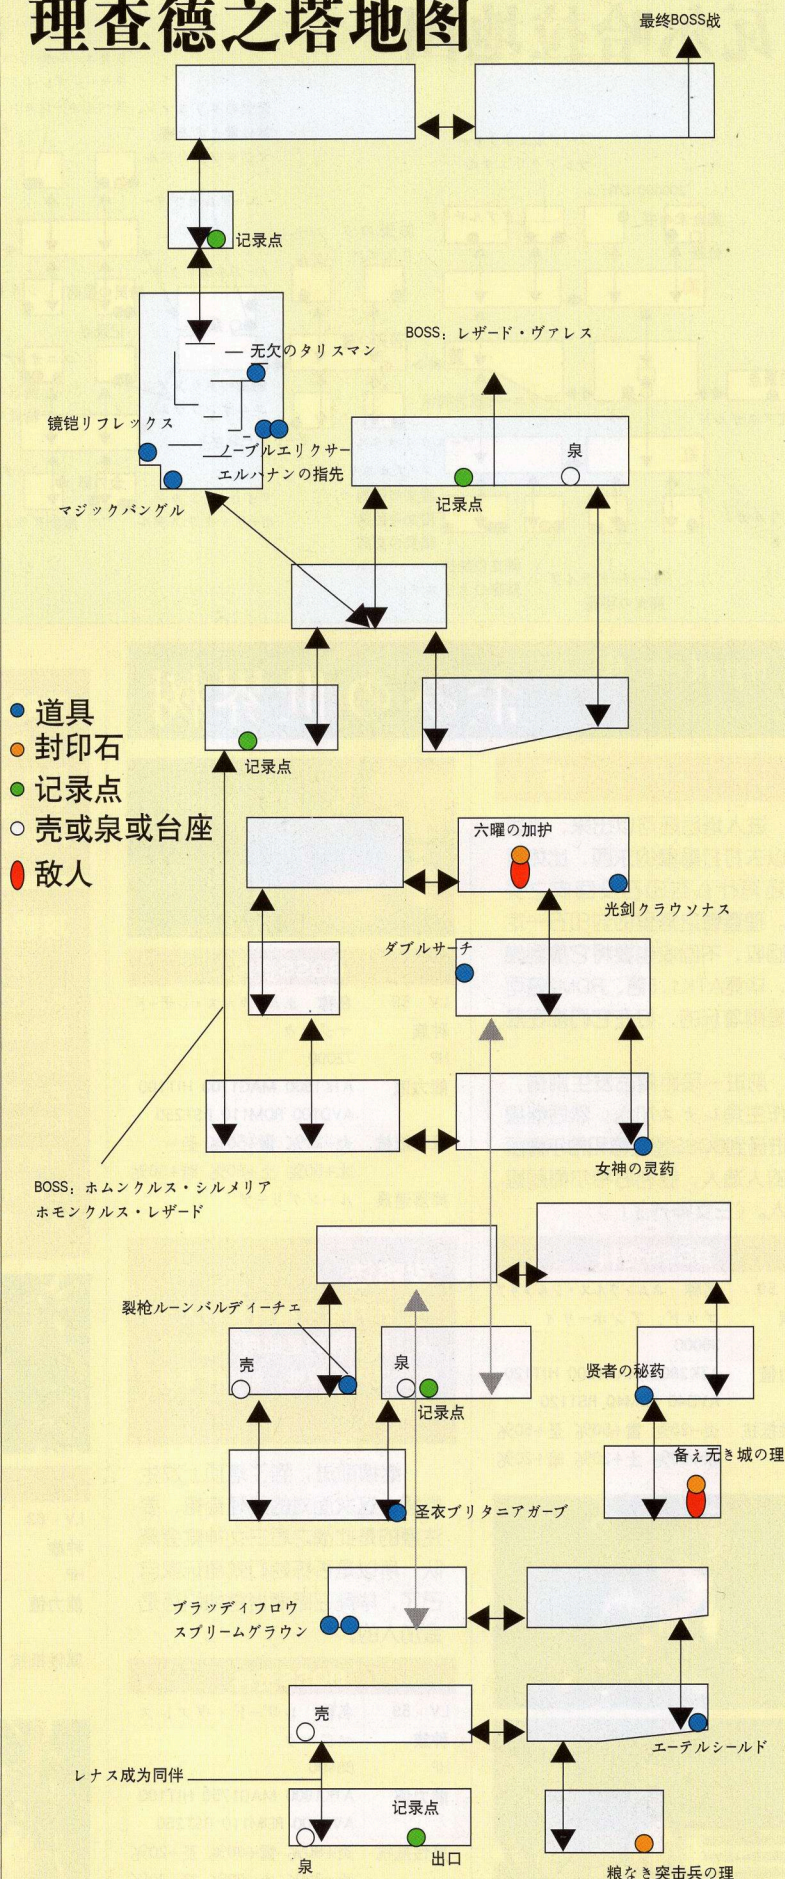 理查德之塔地图
最终BOSS战
记录点
BOSS：レザード・ヴァレス
无欠のタリスマン
镜铠リフレックス
ノーブルエリクサー
エルハナンの指先
マジックバングル
泉
记录点
道具
封印石
记录点
壳或泉或台座
敌人
记录点
六曜の加护
光剑クラウソナス
ダブルサーチ
女神の灵药
BOSS：ホムンクルス・シルメリア
ホモンクルス・レザード
裂枪ルーンバルディーチェ
壳
泉
记录点
贤者の秘药
备え无き城の理
圣衣ブリタニアガーブ
ブラッディフロウ
スプリームグラウン
壳
エーテルシールド
レナス成为同伴
记录点
泉
出口
粮なき突击兵の理